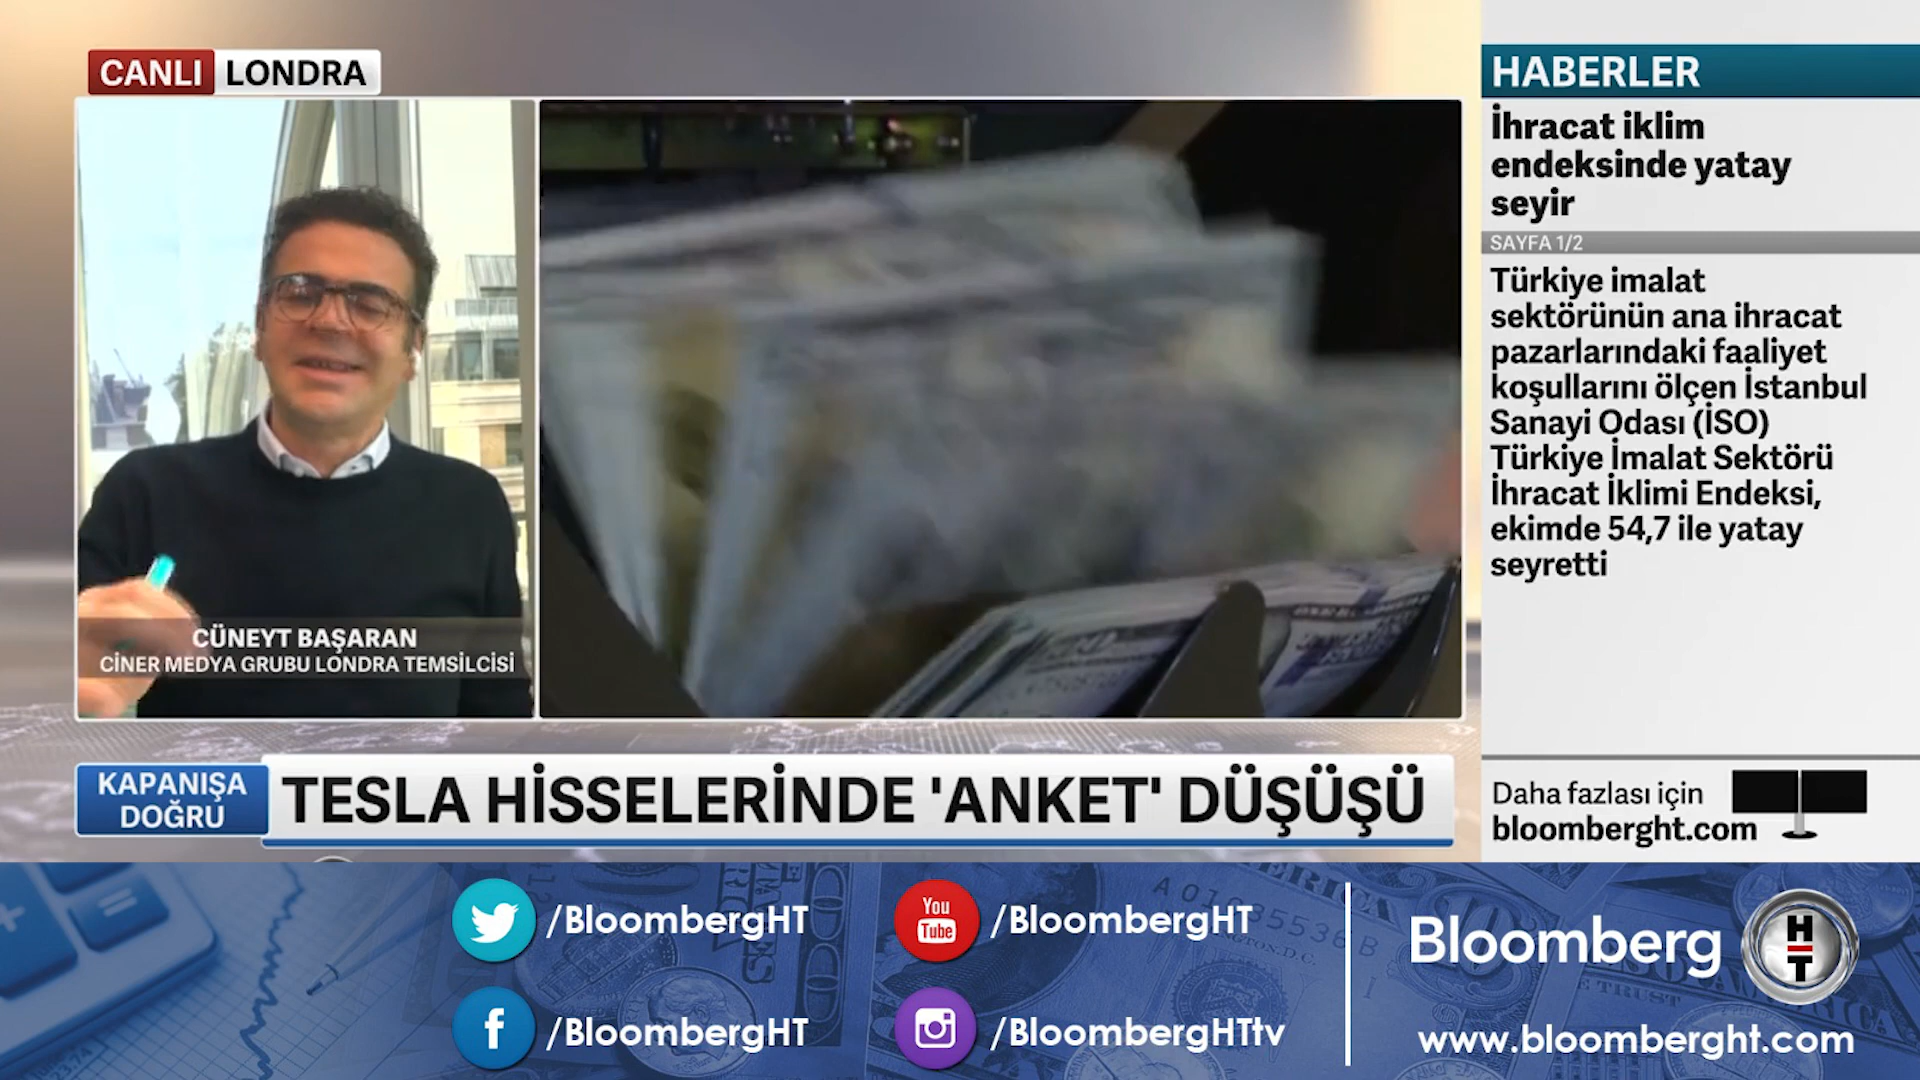 CANLI LONDRA
HABERLER
İhracat iklim
endeksinde yatay
seyir
SAYFA 1/2
Türkiye imalat
sektörünün ana ihracat
pazarlarındaki faaliyet
koşullarını ölçen İstanbul
Sanayi Odası (İSO)
Türkiye İmalat Sektörü
İhracat İklimi Endeksi,
ekimde 54,7 ile yatay
seyretti
CÜNEYT BAŞARAN
CİNER MEDYA GRUBU LONDRA TEMSİLCİSİ
KAPANIŞA
DOĞRU
TESLA HİSSELERİNDE 'ANKET' DÜŞÜŞÜ
Daha fazlası için
bloomberght.com
/BloombergHT
You
Tube
/BloombergHT
/BloombergHT
/BloombergHTtv
Bloomberg HT
www.bloomberght.com